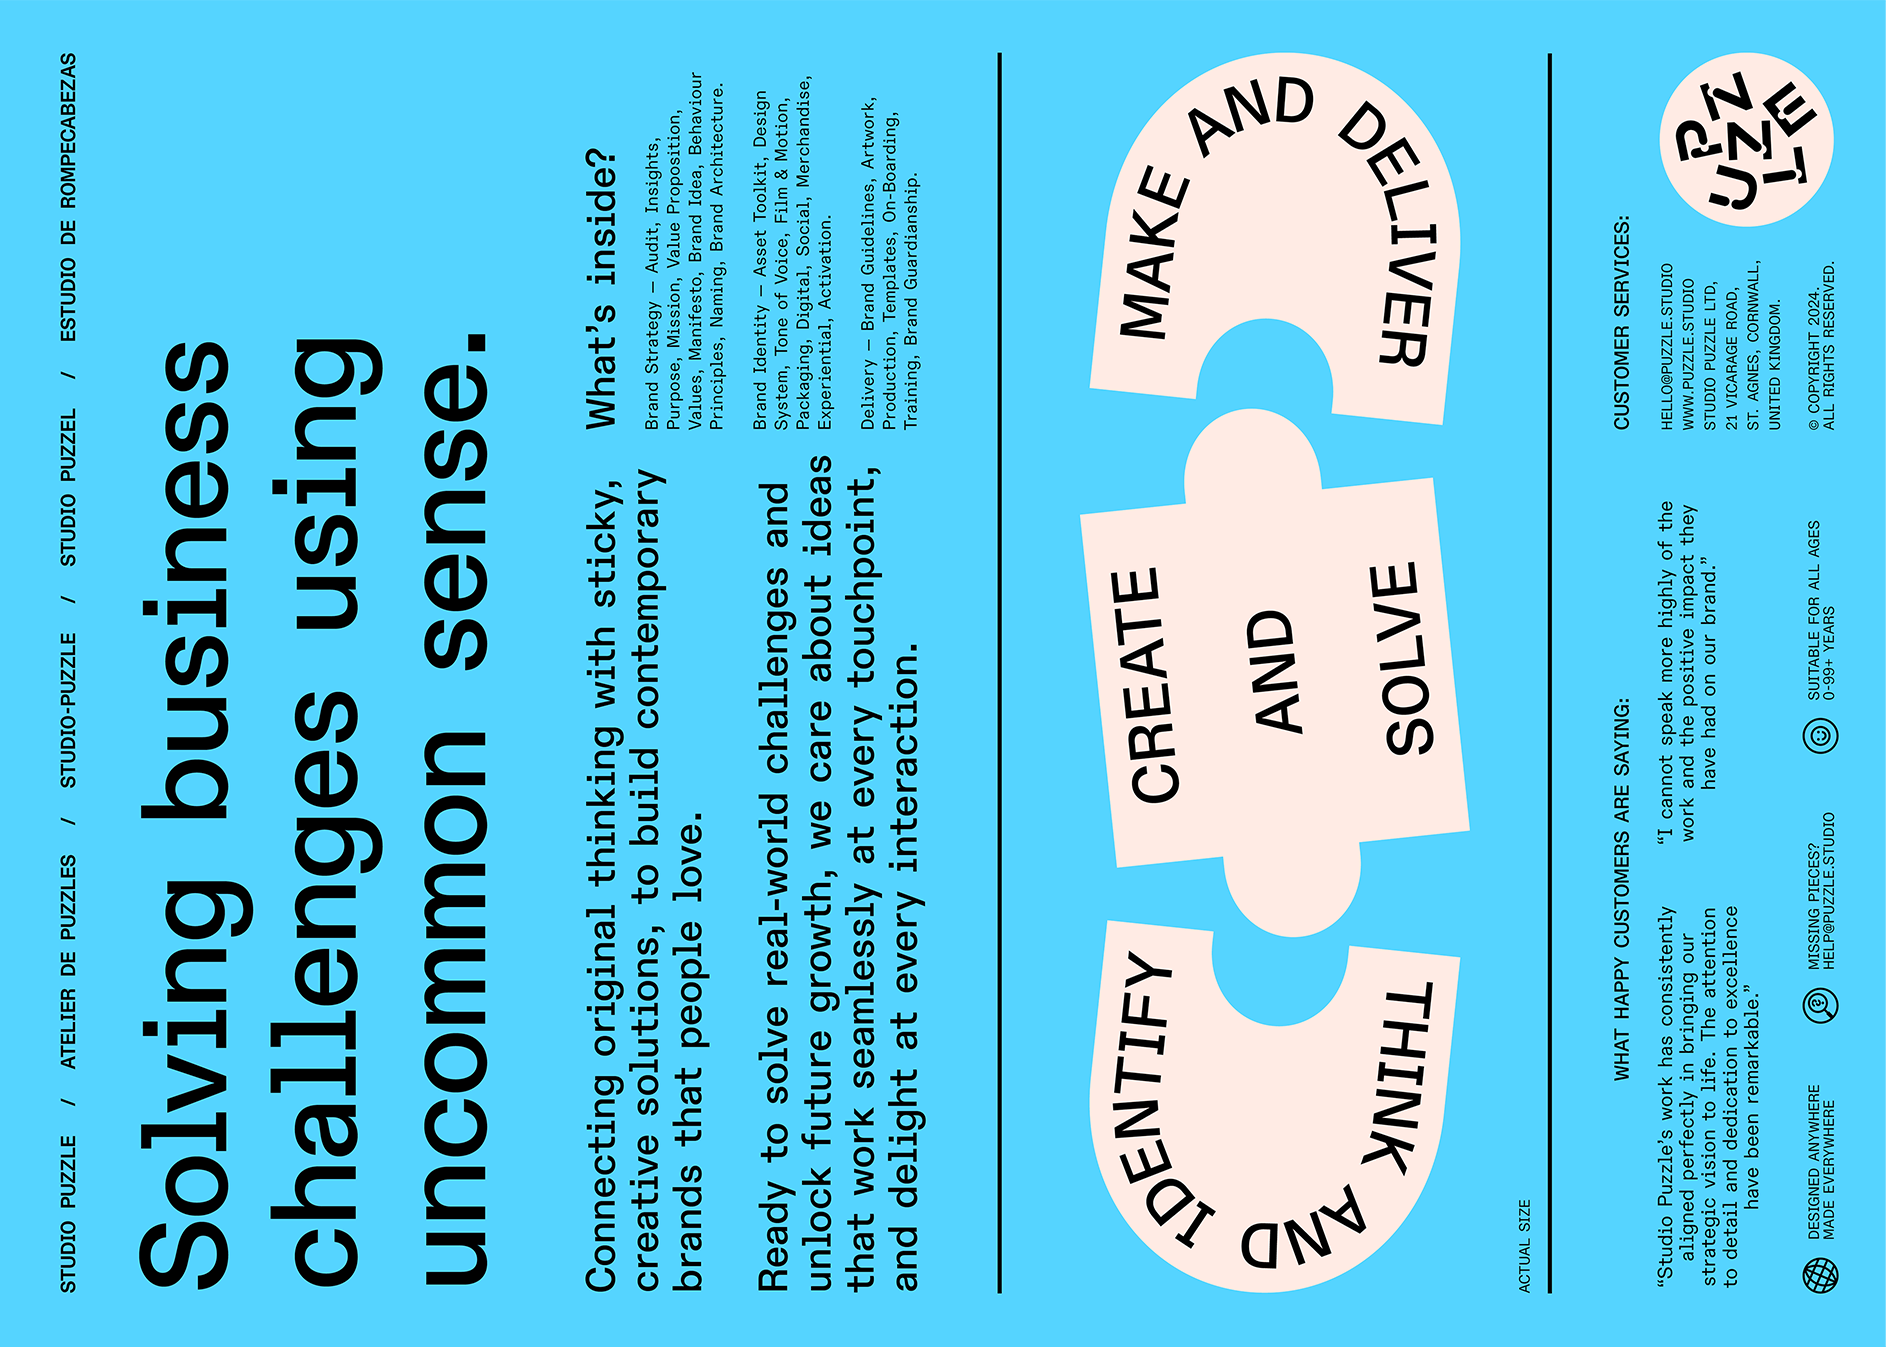 STUDIO PUZZLE / ATELIER DE PUZZLES / STUDIO-PUZZLE / STUDIO PUZZEL / ESTUDIO DE ROMPECABEZAS
Solving business
challenges using
uncommon sense.
Connecting original thinking with sticky,
creative solutions, to build contemporary
brands that people love.
Ready to solve real-world challenges and
unlock future growth, we care about ideas
that work seamlessly at every touchpoint,
and delight at every interaction.
What's inside?
Brand Strategy – Audit, Insights,
Purpose, Mission, Value Proposition,
Values, Manifesto, Brand Idea, Behaviour
Principles, Naming, Brand Architecture.
Brand Identity – Asset Toolkit, Design
System, Tone of Voice, Film & Motion,
Packaging, Digital, Social, Merchandise,
Experiential, Activation.
Delivery – Brand Guidelines, Artwork,
Production, Templates, On-Boarding,
Training, Brand Guardianship.
THINK AND IDENTIFY
CREATE
AND
SOLVE
MAKE AND DELIVER
ACTUAL SIZE
WHAT HAPPY CUSTOMERS ARE SAYING:
“Studio Puzzle’s work has consistently
aligned perfectly in bringing our
strategic vision to life. The attention
to detail and dedication to excellence
have been remarkable.”
“I cannot speak more highly of the
work and the positive impact they
have had on our brand.”
DESIGNED ANYWHERE
MADE EVERYWHERE
MISSING PIECES?
HELP@PUZZLE.STUDIO
SUITABLE FOR ALL AGES
0-99+ YEARS
CUSTOMER SERVICES:
HELLO@PUZZLE.STUDIO
WWW.PUZZLE.STUDIO
STUDIO PUZZLE LTD,
21 VICARAGE ROAD,
ST. AGNES, CORNWALL,
UNITED KINGDOM.
© COPYRIGHT 2024.
ALL RIGHTS RESERVED.
PUZZLE